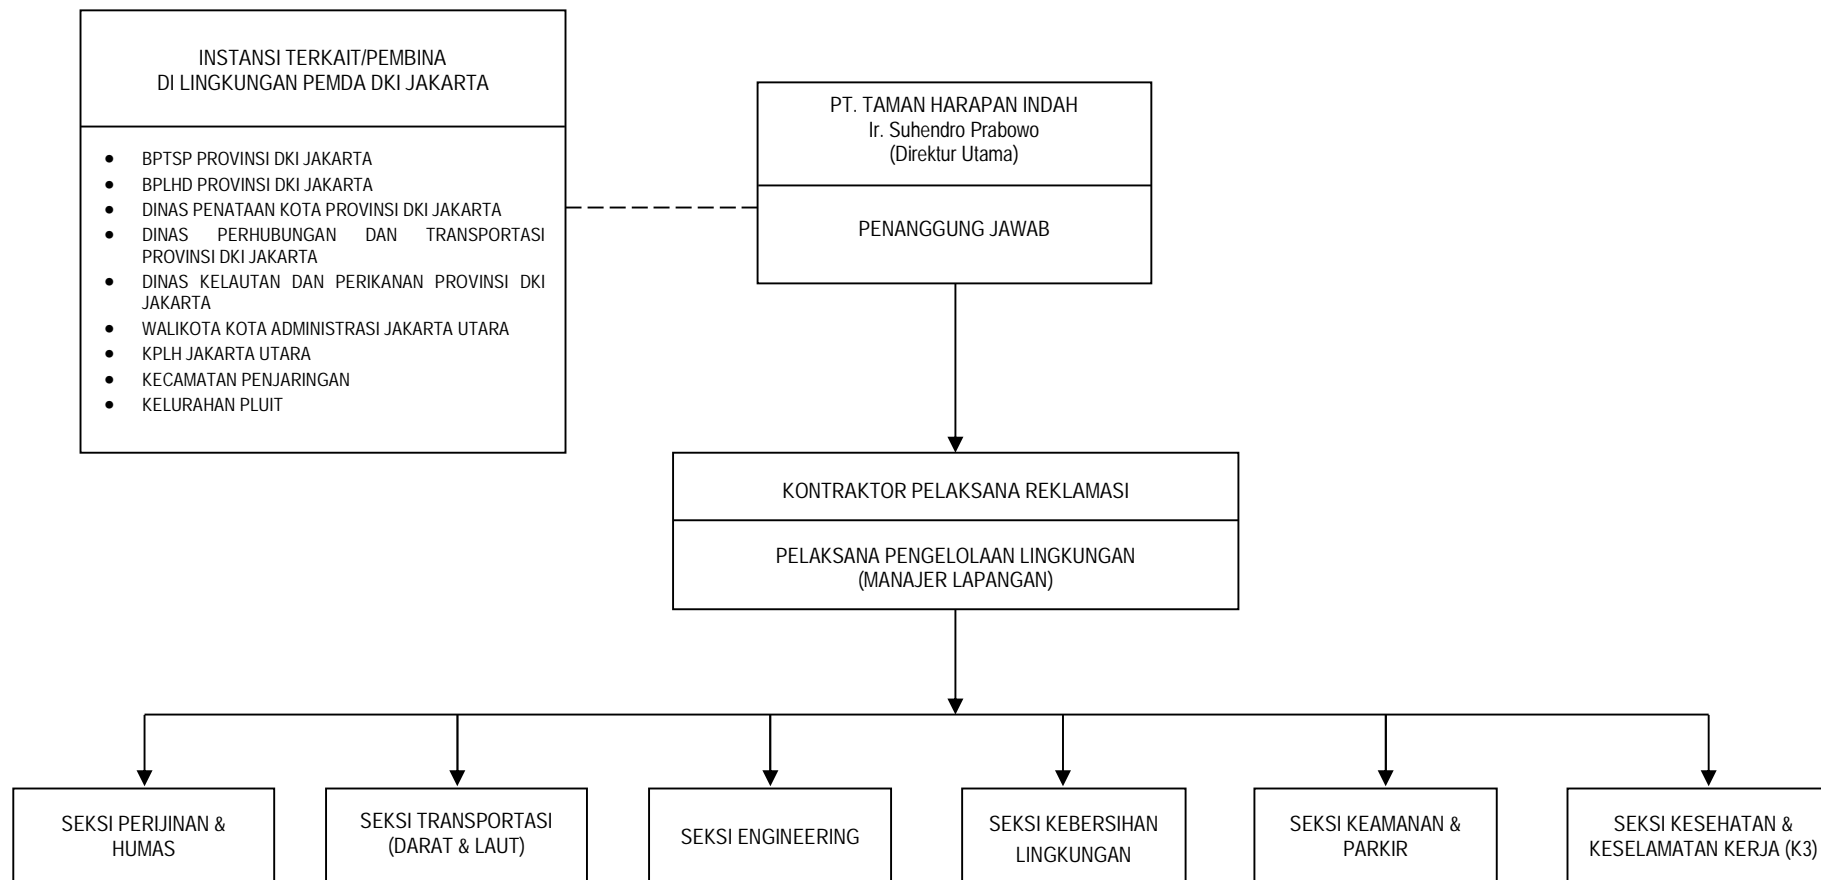 INSTANSI TERKAIT/PEMBINA
DI LINGKUNGAN PEMDA DKI JAKARTA
• BPTSP PROVINSI DKI JAKARTA
• BPLHD PROVINSI DKI JAKARTA
• DINAS PENATAAN KOTA PROVINSI DKI JAKARTA
• DINAS PERHUBUNGAN DAN TRANSPORTASI
PROVINSI DKI JAKARTA
• DINAS KELAUTAN DAN PERIKANAN PROVINSI DKI
JAKARTA
• WALIKOTA KOTA ADMINISTRASI JAKARTA UTARA
• KPLH JAKARTA UTARA
• KECAMATAN PENJARINGAN
• KELURAHAN PLUIT
PT. TAMAN HARAPAN INDAH
Ir. Suhendro Prabowo
(Direktur Utama)
PENANGGUNG JAWAB
KONTRAKTOR PELAKSANA REKLAMASI
PELAKSANA PENGELOLAAN LINGKUNGAN
(MANAJER LAPANGAN)
SEKSI PERIJINAN &
HUMAS
SEKSI TRANSPORTASI
(DARAT & LAUT)
SEKSI ENGINEERING
SEKSI KEBERSIHAN
LINGKUNGAN
SEKSI KEAMANAN &
PARKIR
SEKSI KESEHATAN &
KESELAMATAN KERJA (K3)